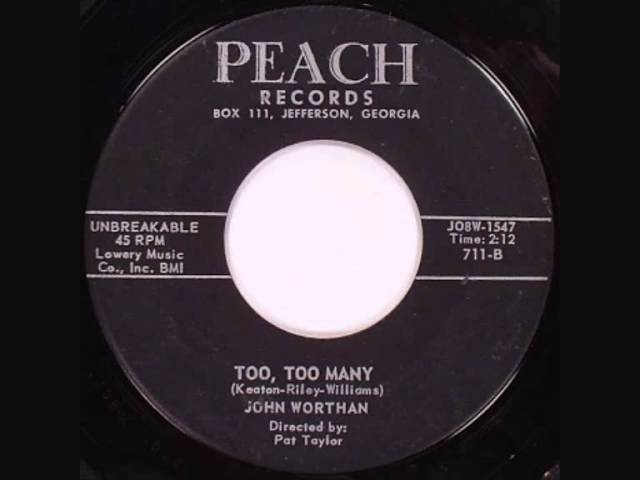 PEACH
RECORDS
BOX 111, JEFFERSON, GEORGIA
UNBREAKABLE
45 RPM
Lowery Music
Co., Inc. BMI
JO8W-1547
Time: 2:12
711-B
TOO, TOO MANY
(Keaton-Riley-Williams)
JOHN WORTHAN
Directed by:
Pat Taylor